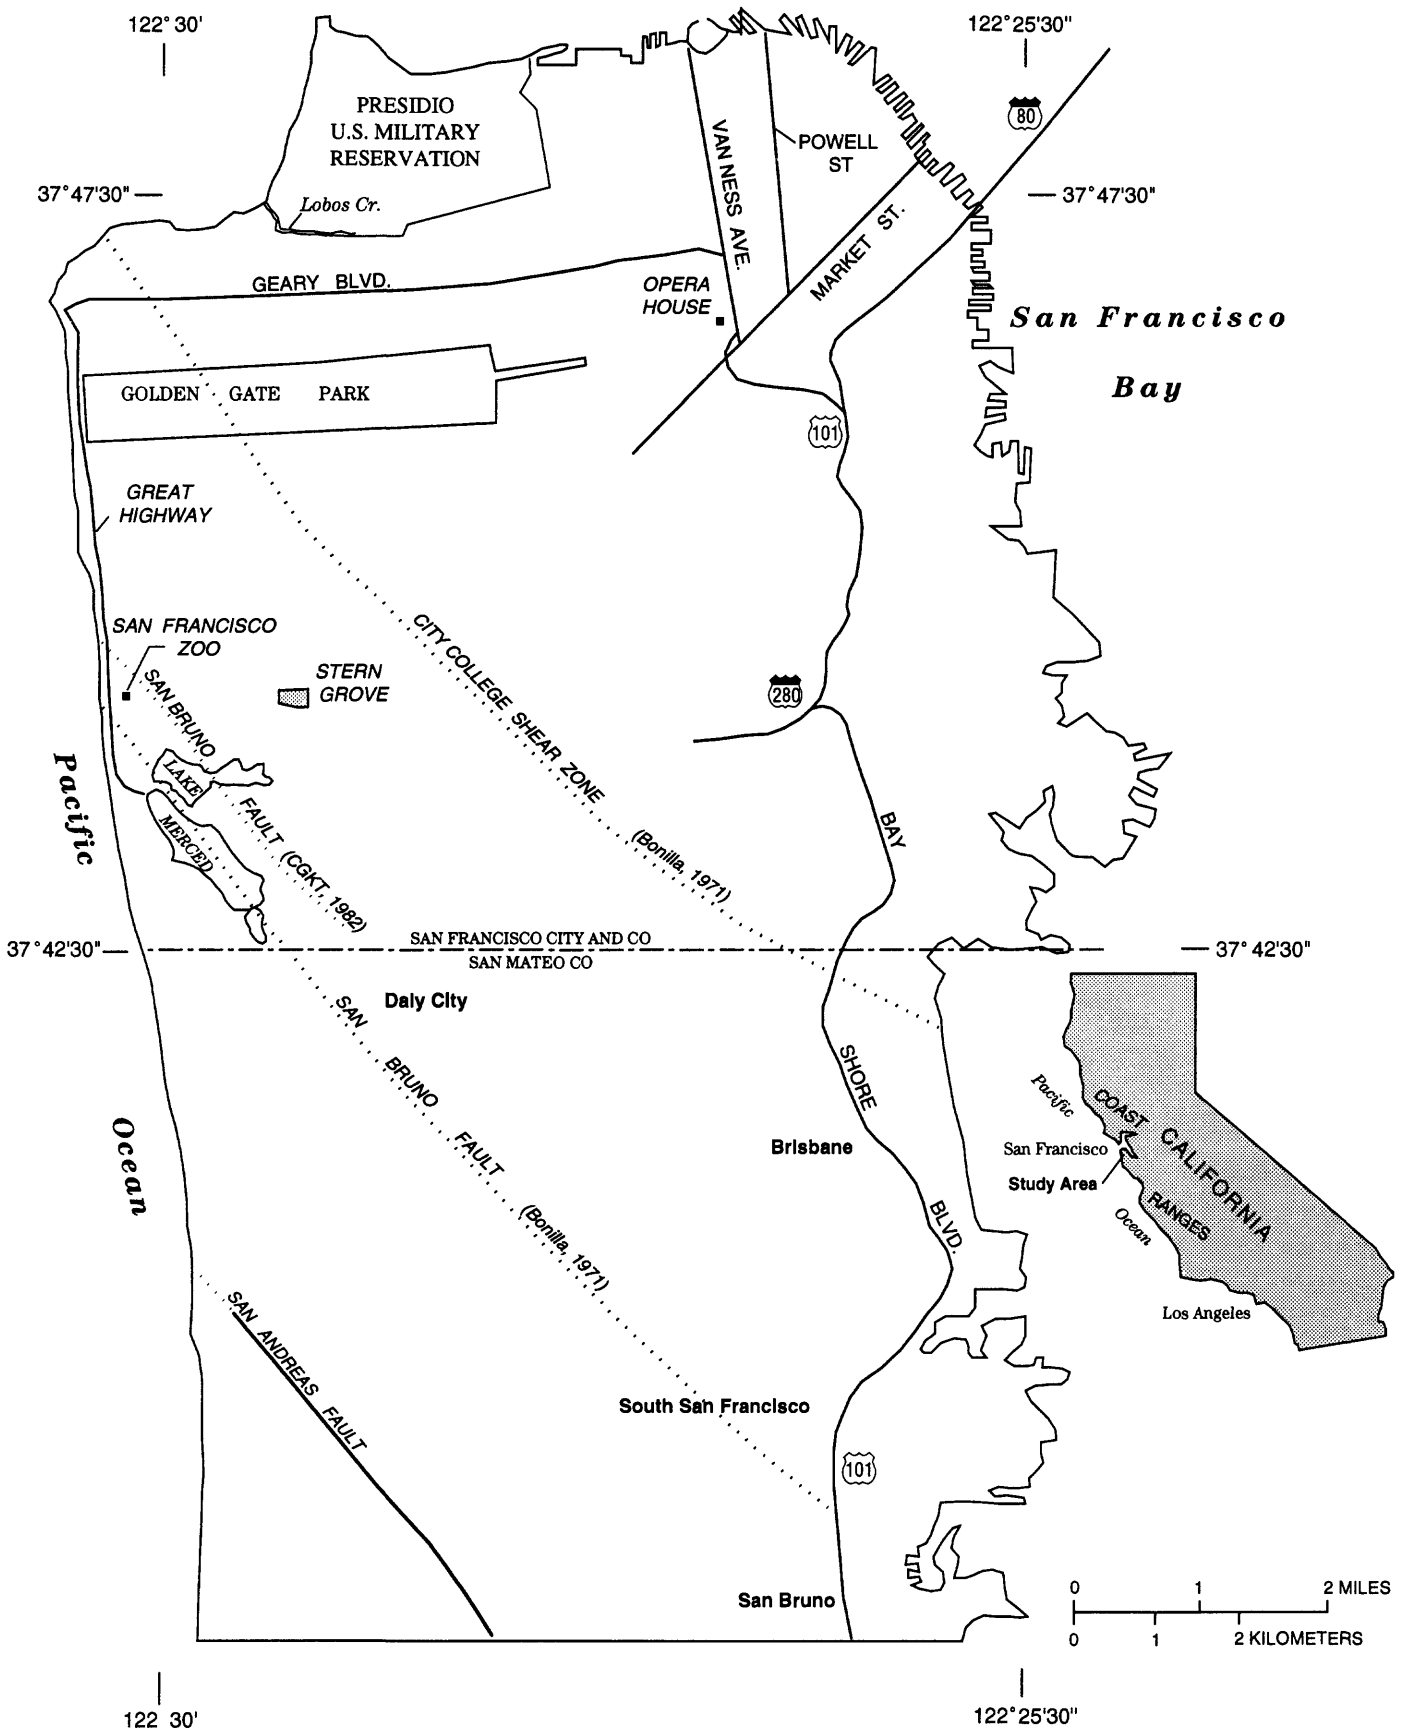 122° 30'
122° 25'30"
80
PRESIDIO
U.S. MILITARY
RESERVATION
VAN NESS AVE.
POWELL
ST
37°47'30"
37°47'30"
Lobos Cr.
MARKET ST.
GEARY BLVD.
OPERA
HOUSE
San Francisco
Bay
GOLDEN GATE PARK
101
GREAT
HIGHWAY
SAN FRANCISCO
ZOO
STERN
GROVE
CITY COLLEGE SHEAR ZONE
(Bonilla, 1971)
SAN BRUNO
FAULT (CGKT, 1982)
280
Pacific
LAKE
MERCED
BAY
37°42'30"
SAN FRANCISCO CITY AND CO
SAN MATEO CO
37°42'30"
Daly City
SAN
BRUNO
FAULT
(Bonilla, 1971)
SHORE
Ocean
Brisbane
BLVD.
Pacific
COAST
CALIFORNIA
San Francisco
Study Area
RANGES
Ocean
Los Angeles
SAN ANDREAS FAULT
South San Francisco
101
San Bruno
0 1 2 MILES
0 1 2 KILOMETERS
122 30'
122° 25'30"